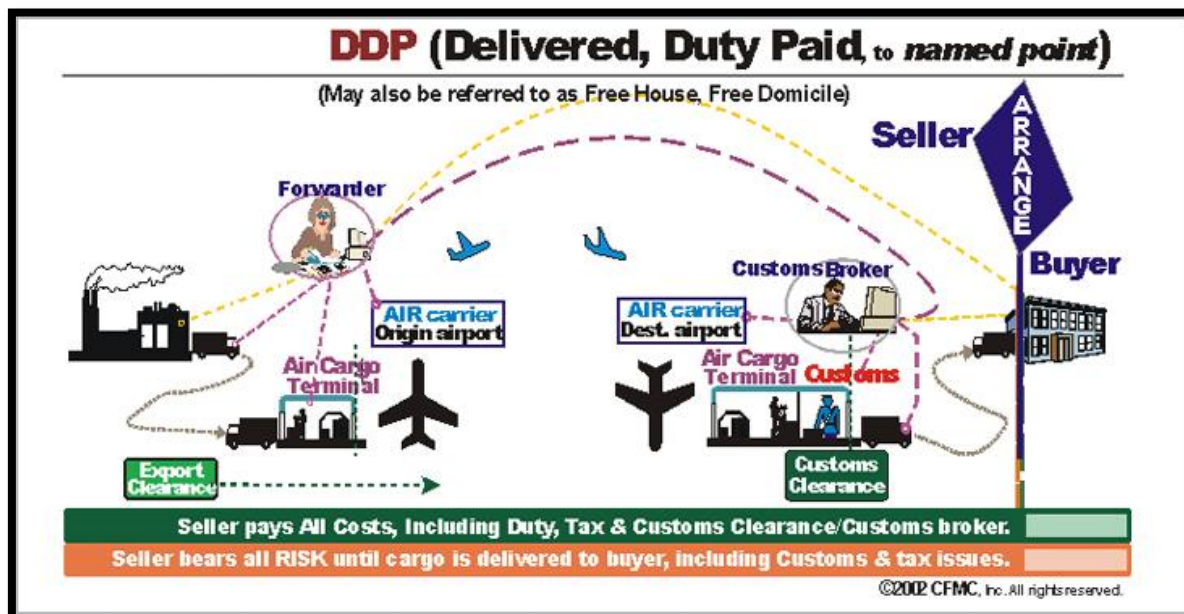 DDP (Delivered, Duty Paid, to named point)
(May also be referred to as Free House, Free Domicile)
Seller
ARRANGE
Buyer
Forwarder
Customs Broker
AIR carrier
Origin airport
AIR carrier
Dest. airport
Air Cargo
Terminal
Air Cargo
Terminal
Customs
Export
Clearance
Customs
Clearance
Seller pays All Costs, Including Duty, Tax & Customs Clearance/Customs broker.
Seller bears all RISK until cargo is delivered to buyer, including Customs & tax issues.
©2002 CFMC, Inc. All rights reserved.